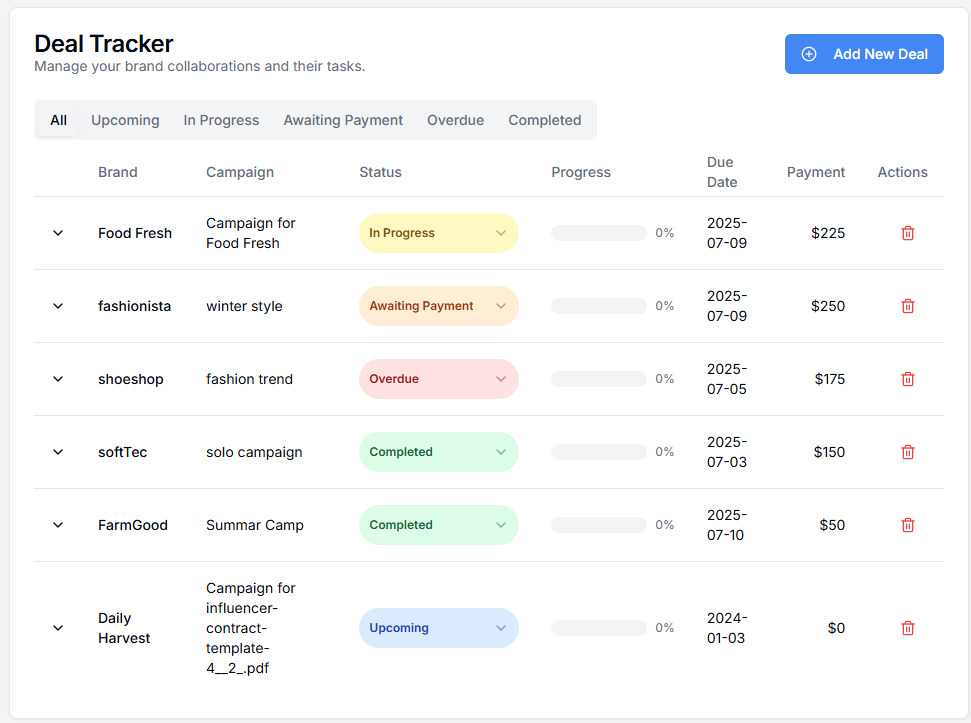 Deal Tracker
Manage your brand collaborations and their tasks.
Add New Deal
All Upcoming In Progress Awaiting Payment Overdue Completed
Brand Campaign Status Progress Due Date Payment Actions
Food Fresh Campaign for Food Fresh In Progress 0% 2025-07-09 $225
fashionista winter style Awaiting Payment 0% 2025-07-09 $250
shoeshop fashion trend Overdue 0% 2025-07-05 $175
softTec solo campaign Completed 0% 2025-07-03 $150
FarmGood Summar Camp Completed 0% 2025-07-10 $50
Daily Harvest Campaign for influencer-contract-template-4__2_.pdf Upcoming 0% 2024-01-03 $0